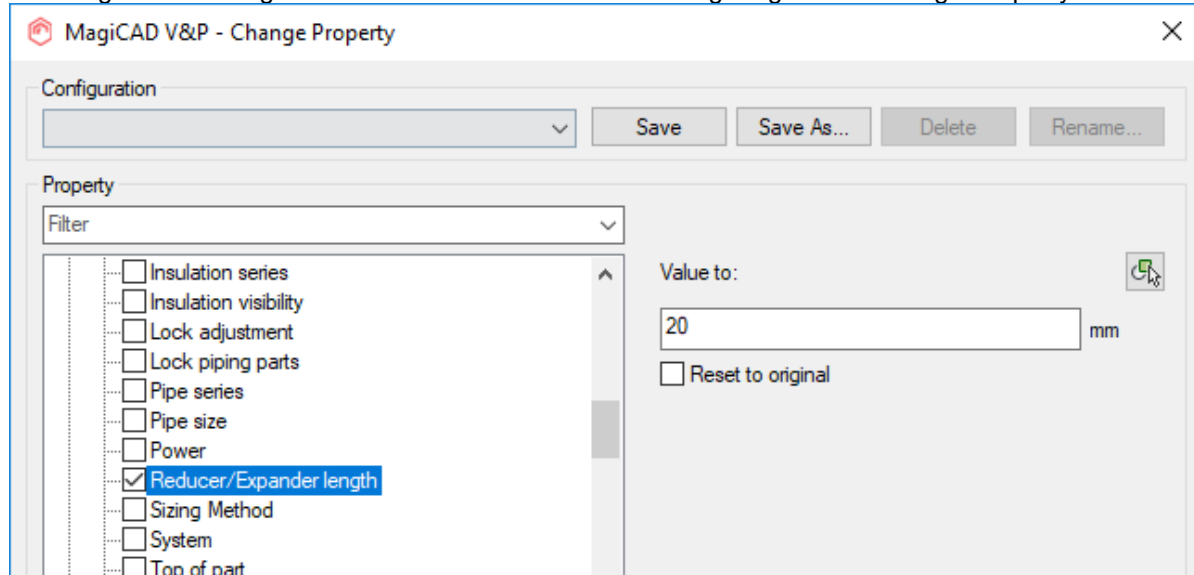 MagiCAD V&P - Change Property
Configuration
Save
Save As...
Delete
Rename...
Property
Filter
Insulation series
Value to:
Insulation visibility
Lock adjustment
20 mm
Lock piping parts
Reset to original
Pipe series
Pipe size
Power
Reducer/Expander length
Sizing Method
System
Top of part